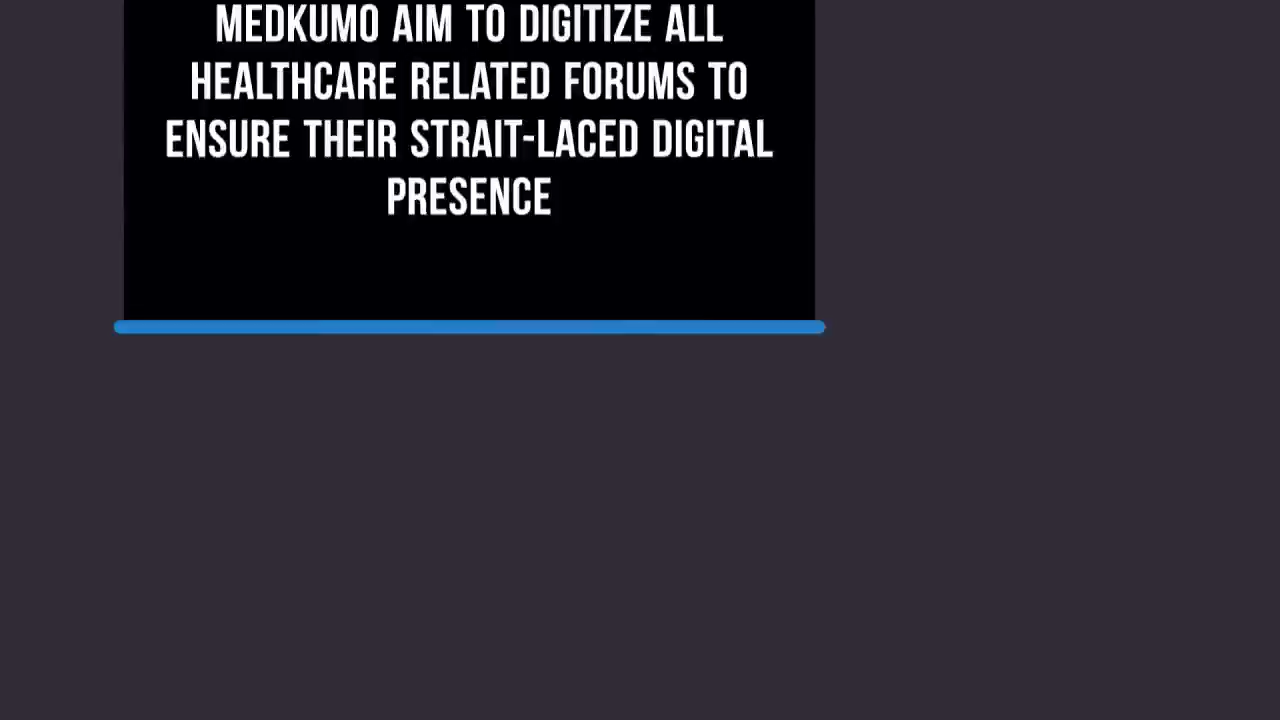 MEDKUMO AIM TO DIGITIZE ALL
HEALTHCARE RELATED FORUMS TO
ENSURE THEIR STRAIT-LACED DIGITAL
PRESENCE